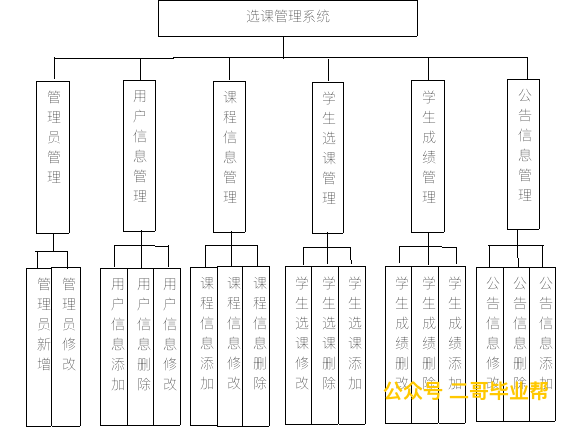 选课管理系统
管理员管理
用户信息管理
课程信息管理
学生选课管理
学生成绩管理
公告信息管理
管理员新增
管理员修改
用户信息添加
用户信息删除
用户信息修改
课程信息添加
课程信息修改
课程信息删除
学生选课修改
学生选课删除
学生选课添加
学生成绩删改
学生成绩删除
学生成绩添加
公告信息修改
公告信息删除
公告信息添加
公众号 二哥毕业帮